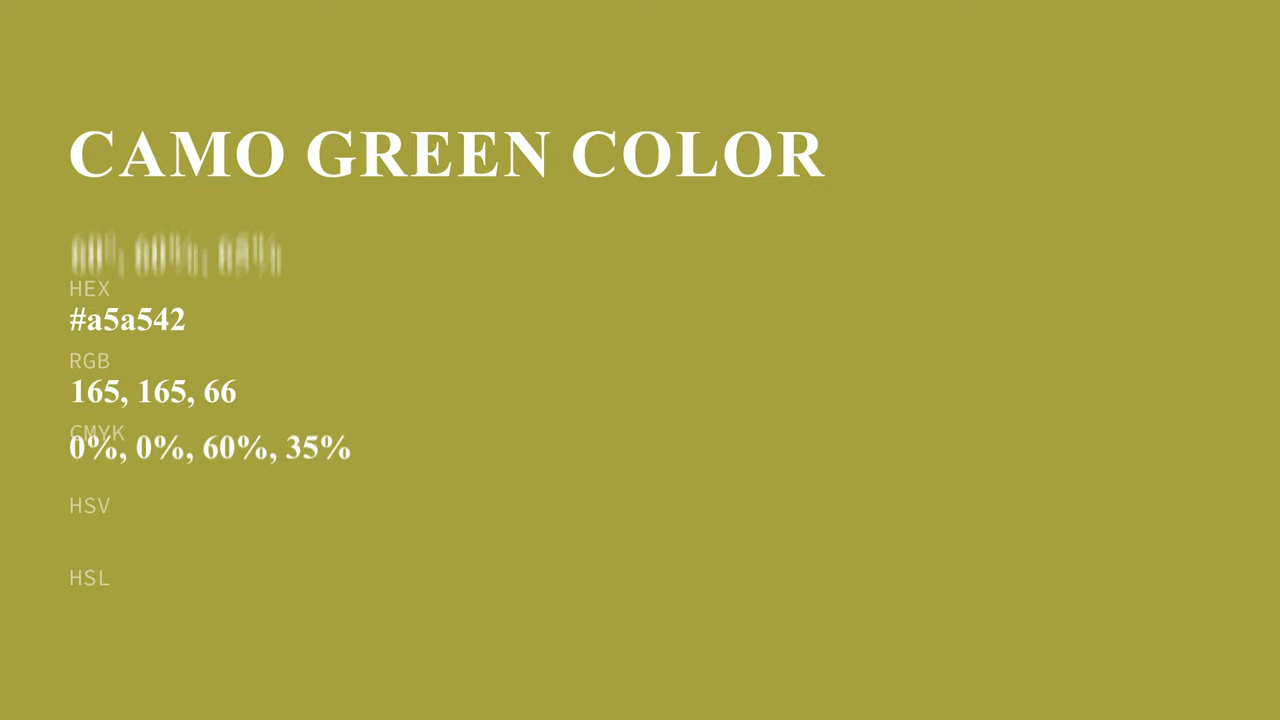 CAMO GREEN COLOR
HEX
#a5a542
RGB
165, 165, 66
CMYK
0%, 0%, 60%, 35%
HSV
HSL